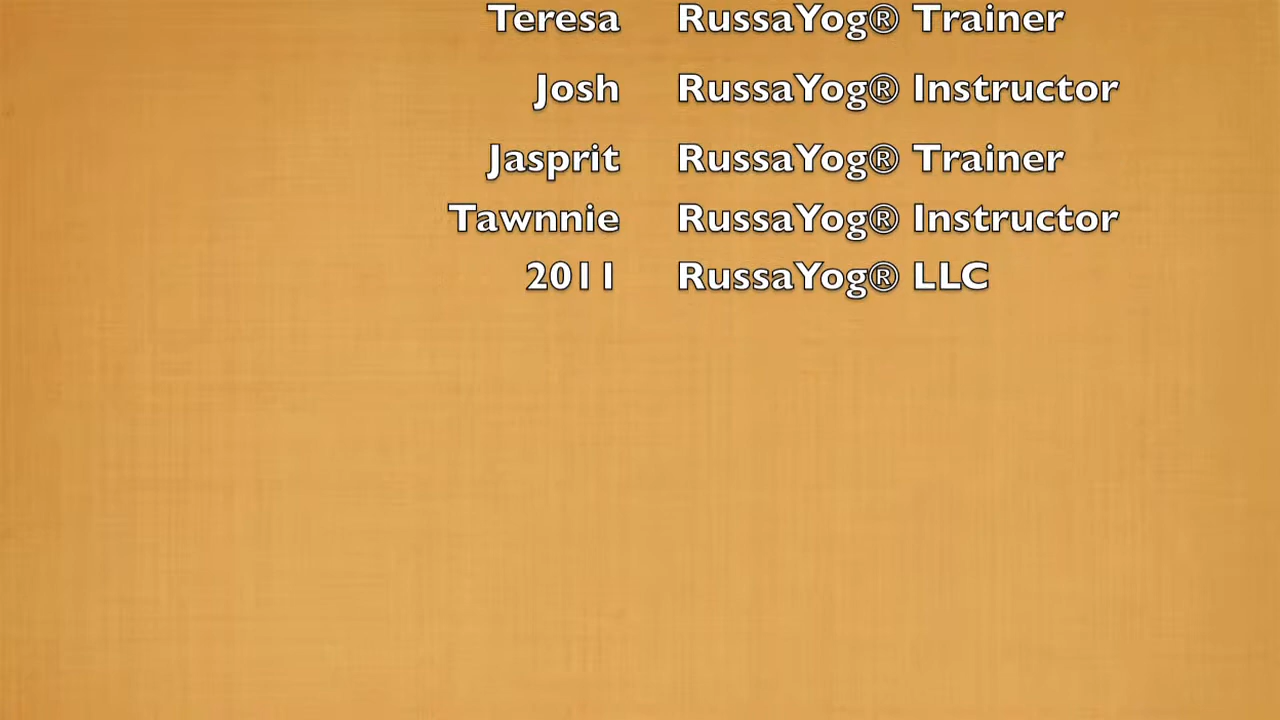 Teresa RussaYog® Trainer
Josh RussaYog® Instructor
Jasprit RussaYog® Trainer
Tawnnie RussaYog® Instructor
2011 RussaYog® LLC